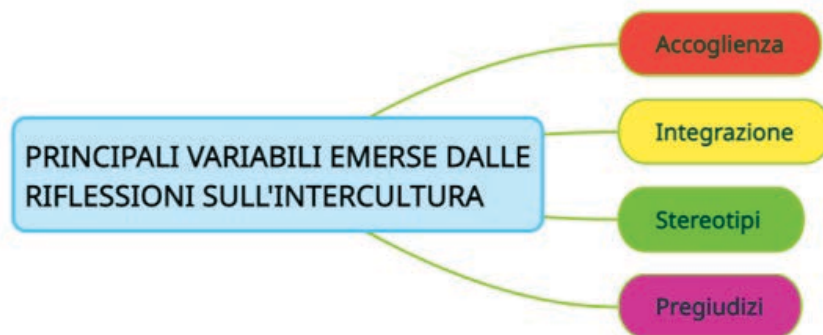 PRINCIPALI VARIABILI EMERSE DALLE
RIFLESSIONI SULL'INTERCULTURA
Accoglienza
Integrazione
Stereotipi
Pregiudizi